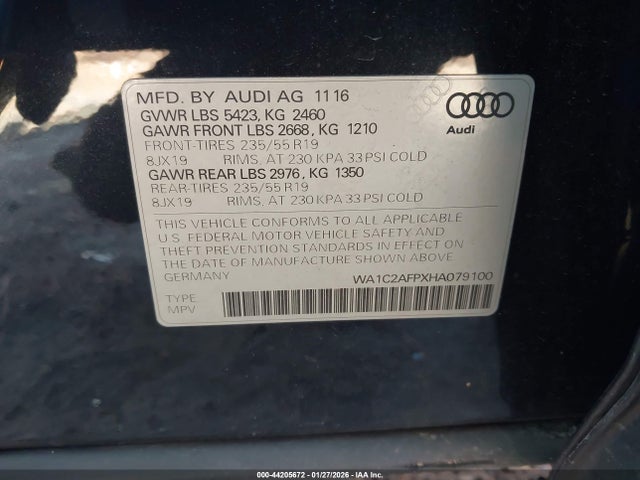 MFD. BY AUDI AG 11 16
GVWR LBS 5423, KG 2460
GAWR FRONT LBS 2668, KG 1210
FRONT-TIRES 235/55 R19
8JX19 RIMS, AT 230 KPA 33 PSI COLD
GAWR REAR LBS 2976, KG 1350
REAR-TIRES 235/55 R19
8JX19 RIMS, AT 230 KPA 33 PSI COLD
Audi
THIS VEHICLE CONFORMS TO ALL APPLICABLE
U.S. FEDERAL MOTOR VEHICLE SAFETY AND
THEFT PREVENTION STANDARDS IN EFFECT ON
THE DATE OF MANUFACTURE SHOWN ABOVE
GERMANY WA1C2AFPXHA079100
TYPE
MPV
000-44205672 | 01/27/2026 | IAAI.COM